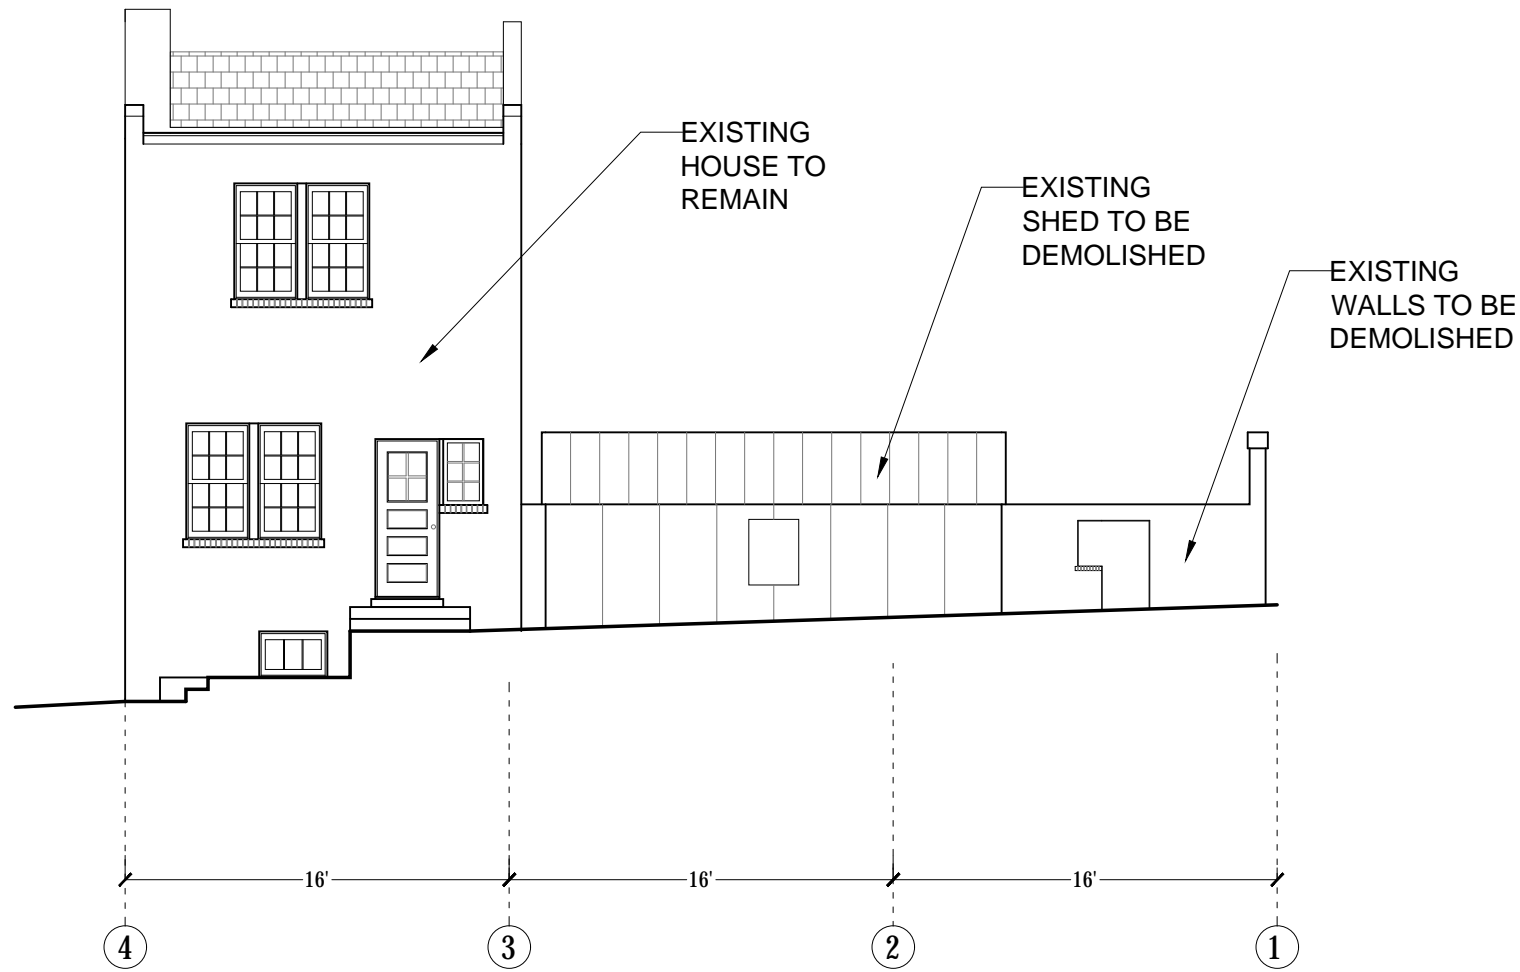 EXISTING
HOUSE TO
REMAIN
EXISTING
SHED TO BE
DEMOLISHED
EXISTING
WALLS TO BE
DEMOLISHED
16'
16'
16'
4
3
2
1